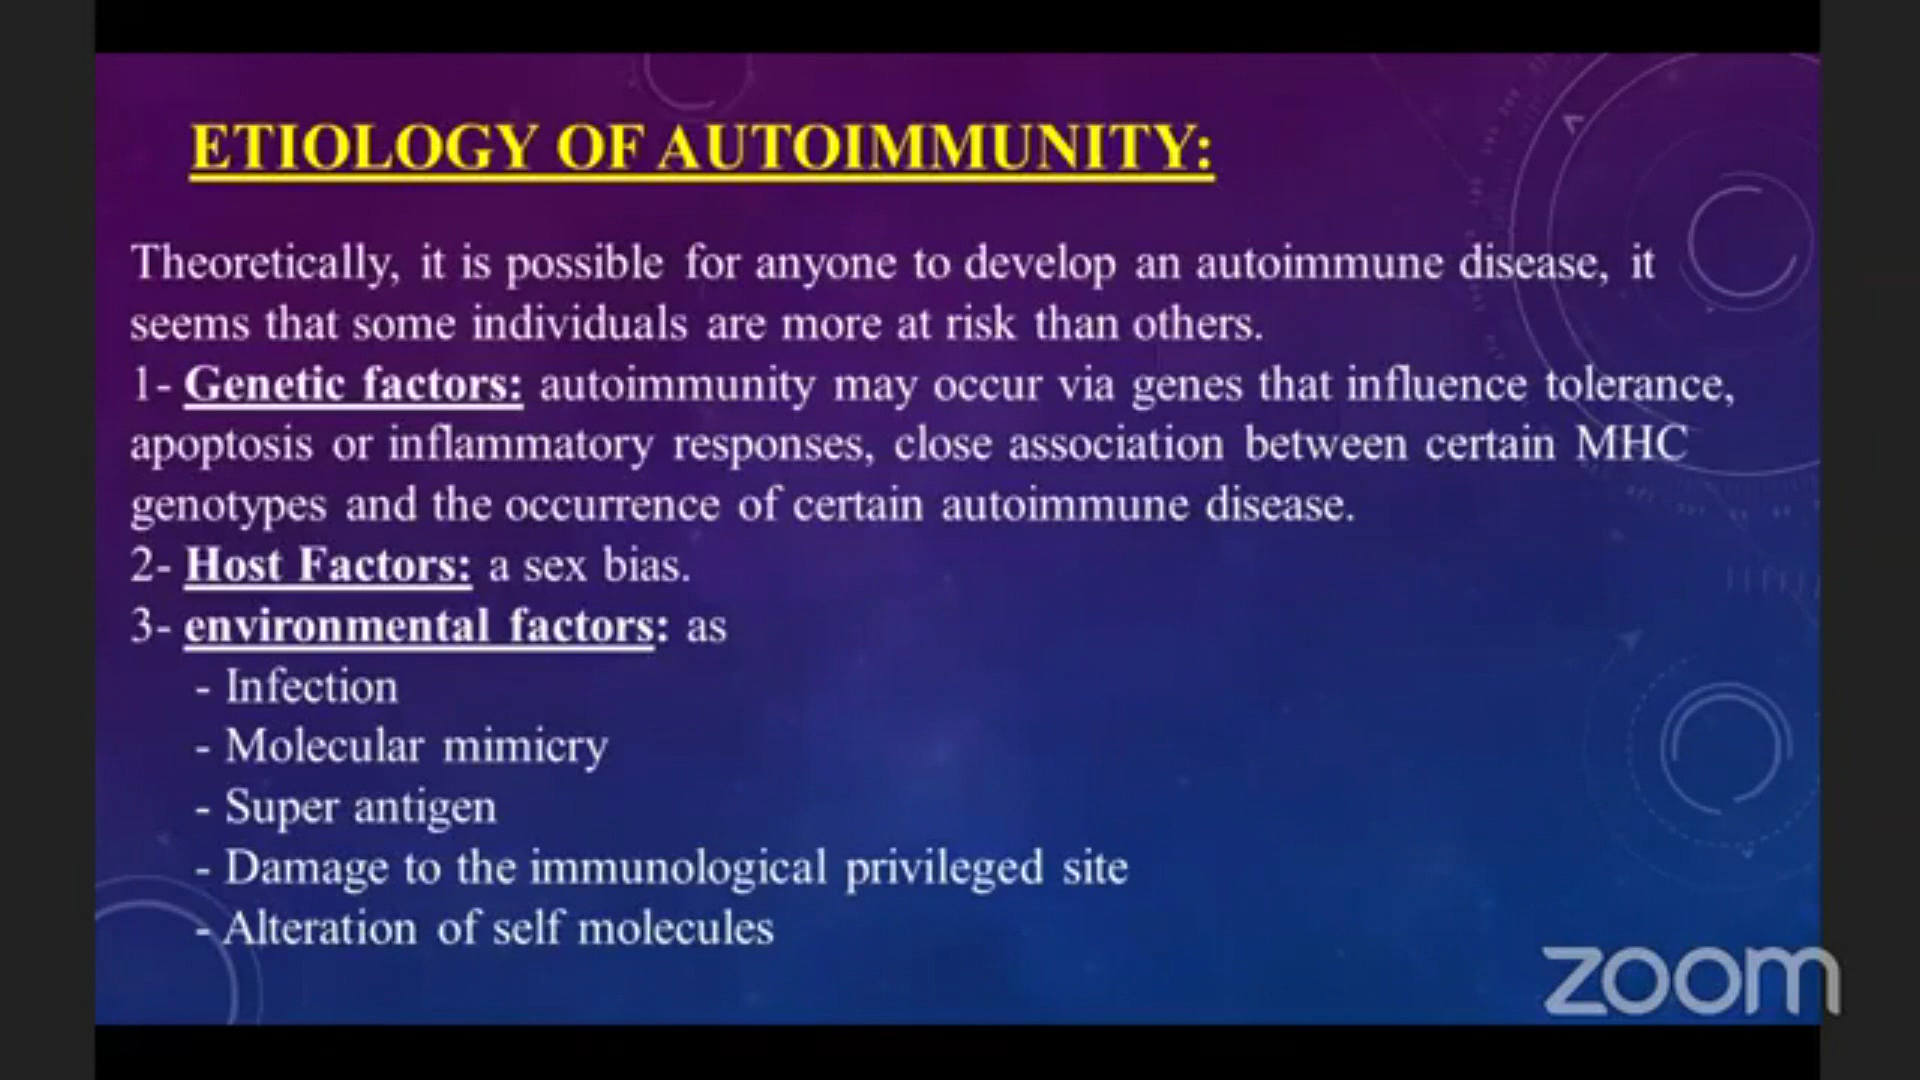 ETIOLOGY OF AUTOIMMUNITY:
Theoretically, it is possible for anyone to develop an autoimmune disease, it
seems that some individuals are more at risk than others.
1- Genetic factors: autoimmunity may occur via genes that influence tolerance,
apoptosis or inflammatory responses, close association between certain MHC
genotypes and the occurrence of certain autoimmune disease.
2- Host Factors: a sex bias.
3- environmental factors: as
- Infection
- Molecular mimicry
- Super antigen
- Damage to the immunological privileged site
- Alteration of self molecules
zoom